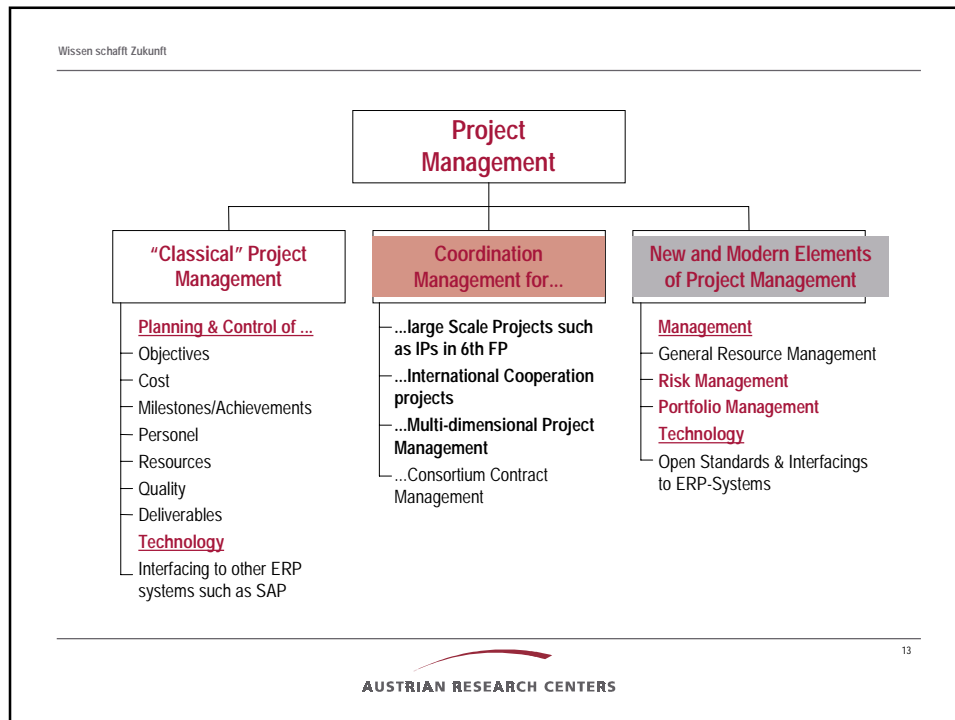 Wissen schafft Zukunft
Project
Management
“Classical” Project
Management
Planning & Control of ...
Objectives
Cost
Milestones/Achievements
Personel
Resources
Quality
Deliverables
Technology
Interfacing to other ERP
systems such as SAP
Coordination
Management for...
...large Scale Projects such
as IPs in 6th FP
...International Cooperation
projects
...Multi-dimensional Project
Management
...Consortium Contract
Management
New and Modern Elements
of Project Management
Management
General Resource Management
Risk Management
Portfolio Management
Technology
Open Standards & Interfacings
to ERP-Systems
13
AUSTRIAN RESEARCH CENTERS